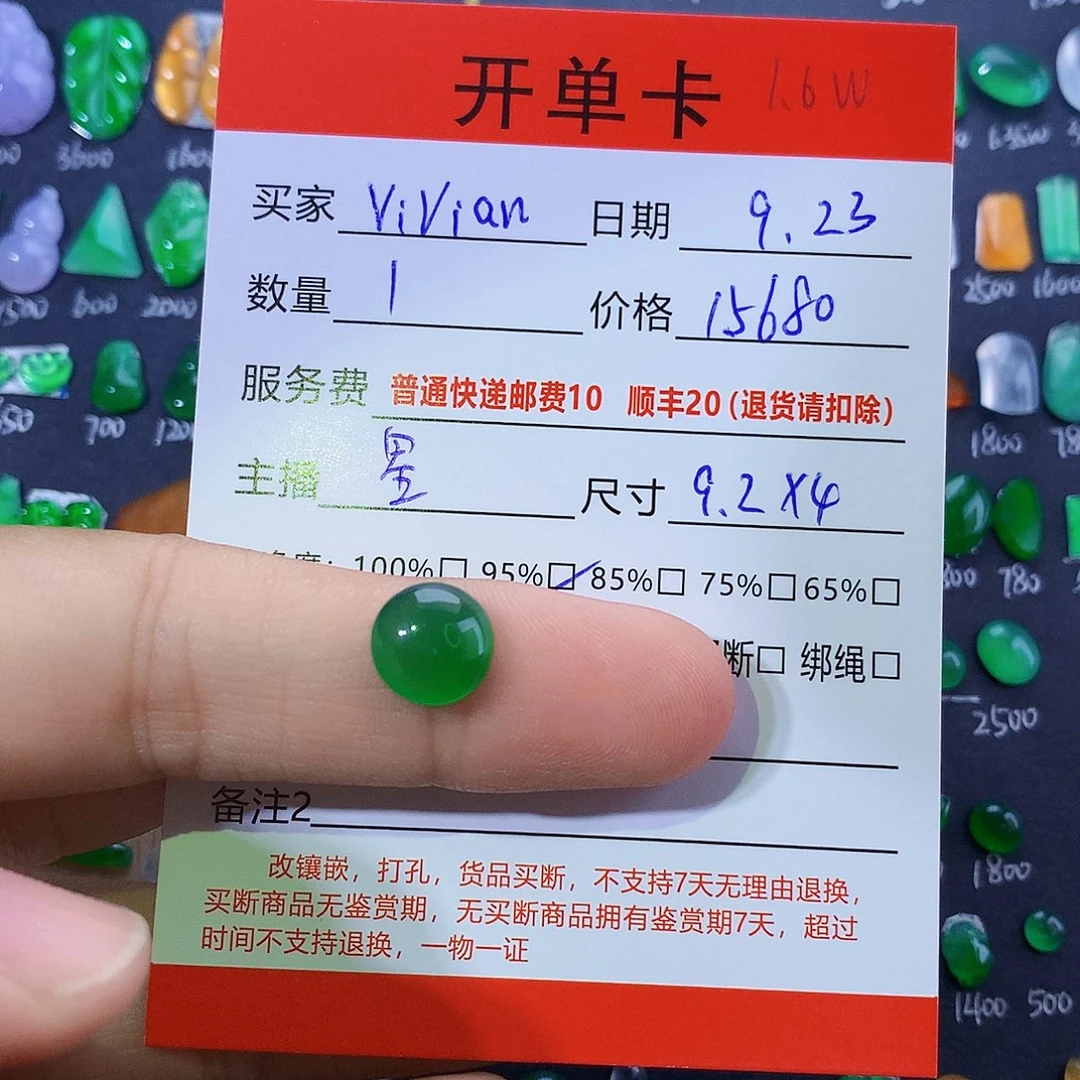 开单卡 1.6W
买家 ViVian 日期 9.23
数量 1 价格 15680
服务费 普通快递邮费10 顺丰20(退货请扣除)
主播 星 尺寸 9.2X4
100%□ 95%□ 85%□ 75%□ 65%□
断□ 绑绳□
备注2
改镶嵌，打孔，货品买断，不支持7天无理由退换，
买断商品无鉴赏期，无买断商品拥有鉴赏期7天，超过
时间不支持退换，一物一证
3600
1500 600 2000
700
2500 1600
1800
780
2500
1800
1400 500